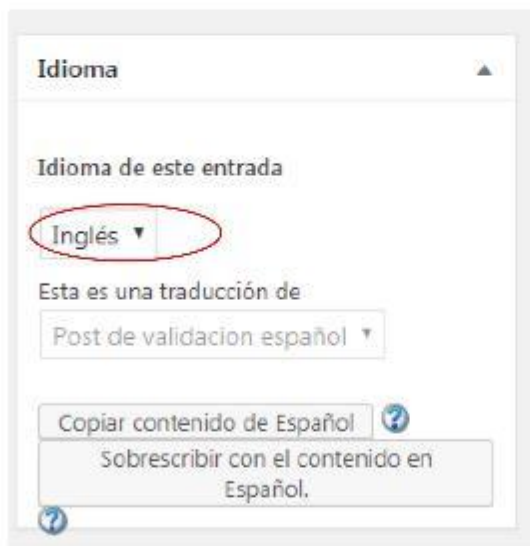 Idioma
Idioma de este entrada
Inglés
Esta es una traducción de
Post de validacion español
Copiar contenido de Español
Sobrescribir con el contenido en
Español.